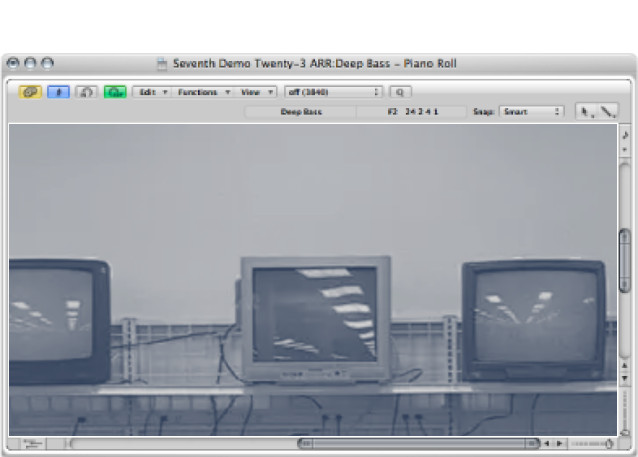 Seventh Demo Twenty-3 ARR:Deep Bass - Piano Roll
Edit Functions View off (3840) Q
Deep Bass F2 24 2 4 1 Snap: Smart